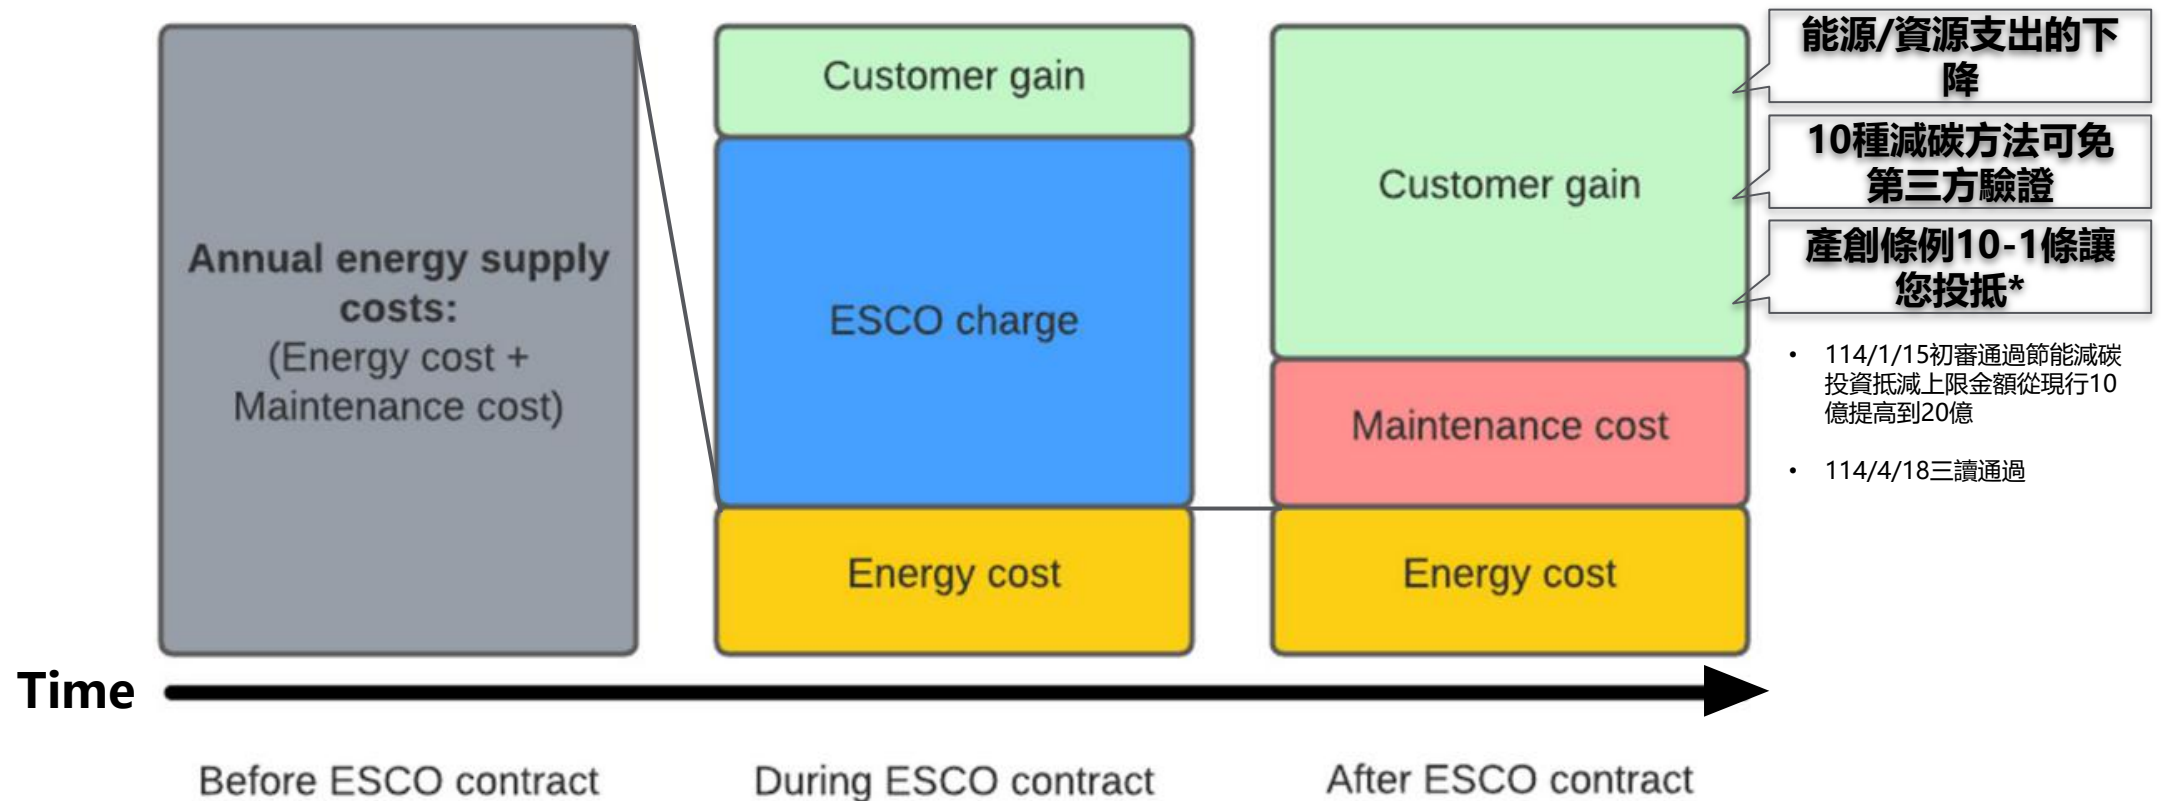 Annual energy supply
costs:
(Energy cost +
Maintenance cost)
Customer gain
ESCO charge
Energy cost
Customer gain
Maintenance cost
Energy cost
能源/資源支出的下
降
10種減碳方法可免
第三方驗證
產創條例10-1條讓
您投抵*
• 114/1/15初審通過節能減碳
投資抵減上限金額從現行10
億提高到20億
• 114/4/18三讀通過
Time
Before ESCO contract
During ESCO contract
After ESCO contract